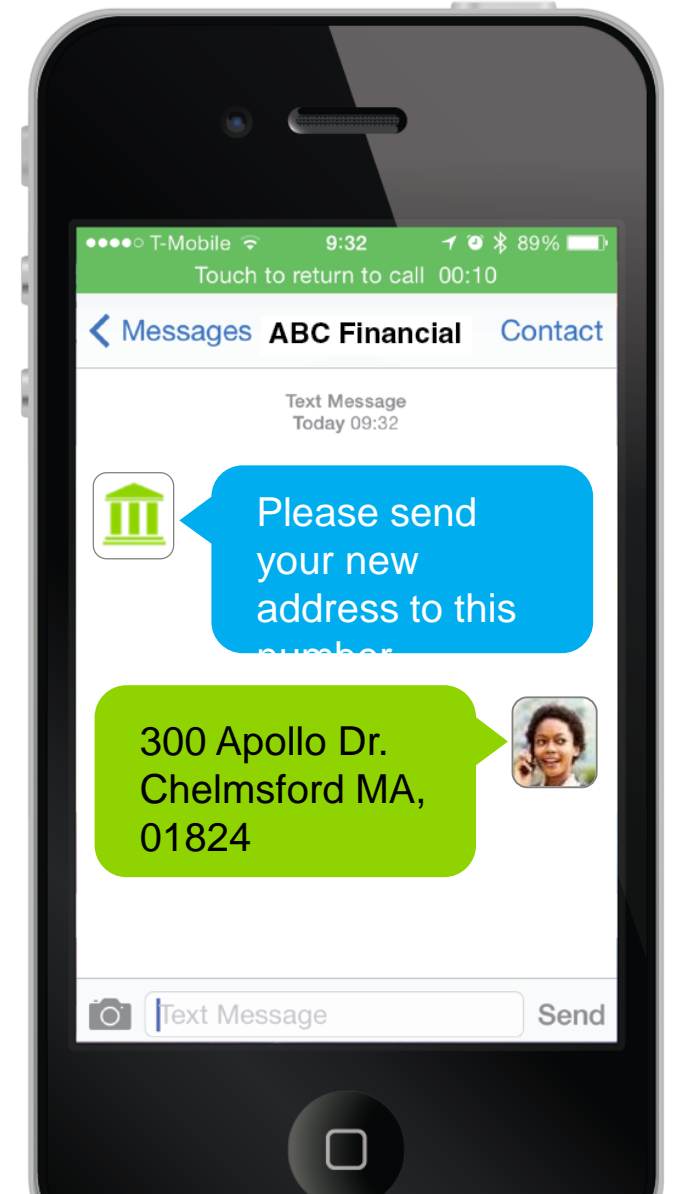 T-Mobile 9:32 89%
Touch to return to call 00:10
Messages ABC Financial Contact
Text Message
Today 09:32
Please send
your new
address to this
number
300 Apollo Dr.
Chelmsford MA,
01824
Text Message Send